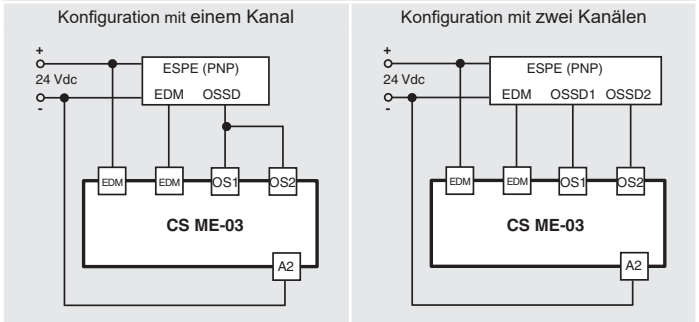 Konfiguration mit einem Kanal
+
24 Vdc
-
ESPE (PNP)
EDM OSSD
EDM EDM OS1 OS2
CS ME-03
A2
Konfiguration mit zwei Kanälen
+
24 Vdc
-
ESPE (PNP)
EDM OSSD1 OSSD2
EDM EDM OS1 OS2
CS ME-03
A2